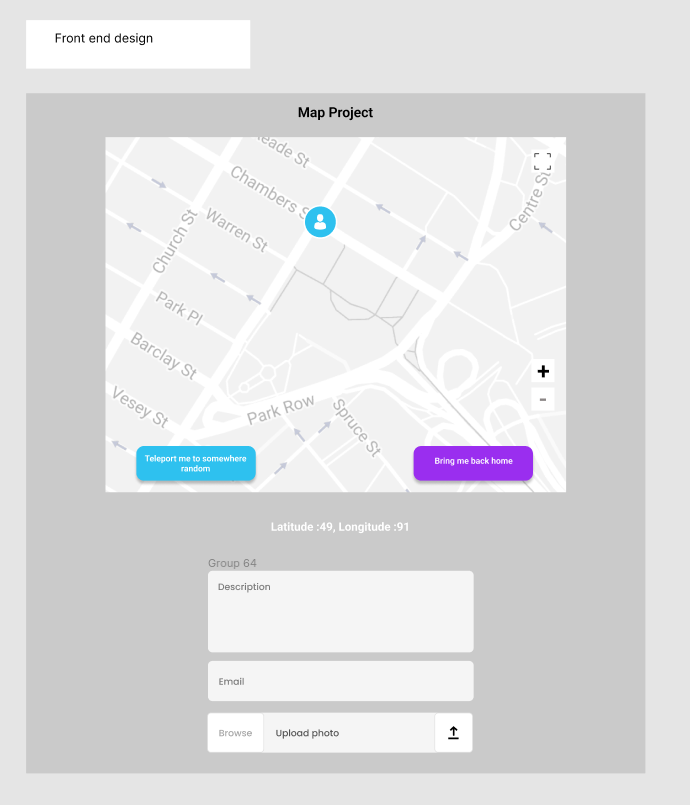 Front end design
Map Project
eade St
Chambers S
Centre St
Church St
Warren St
Park Pl
Barclay St
Vesey St
Park Row
Spruce St
+
-
Teleport me to somewhere
random
Bring me back home
Latitude :49, Longitude :91
Group 64
Description
Email
Browse
Upload photo